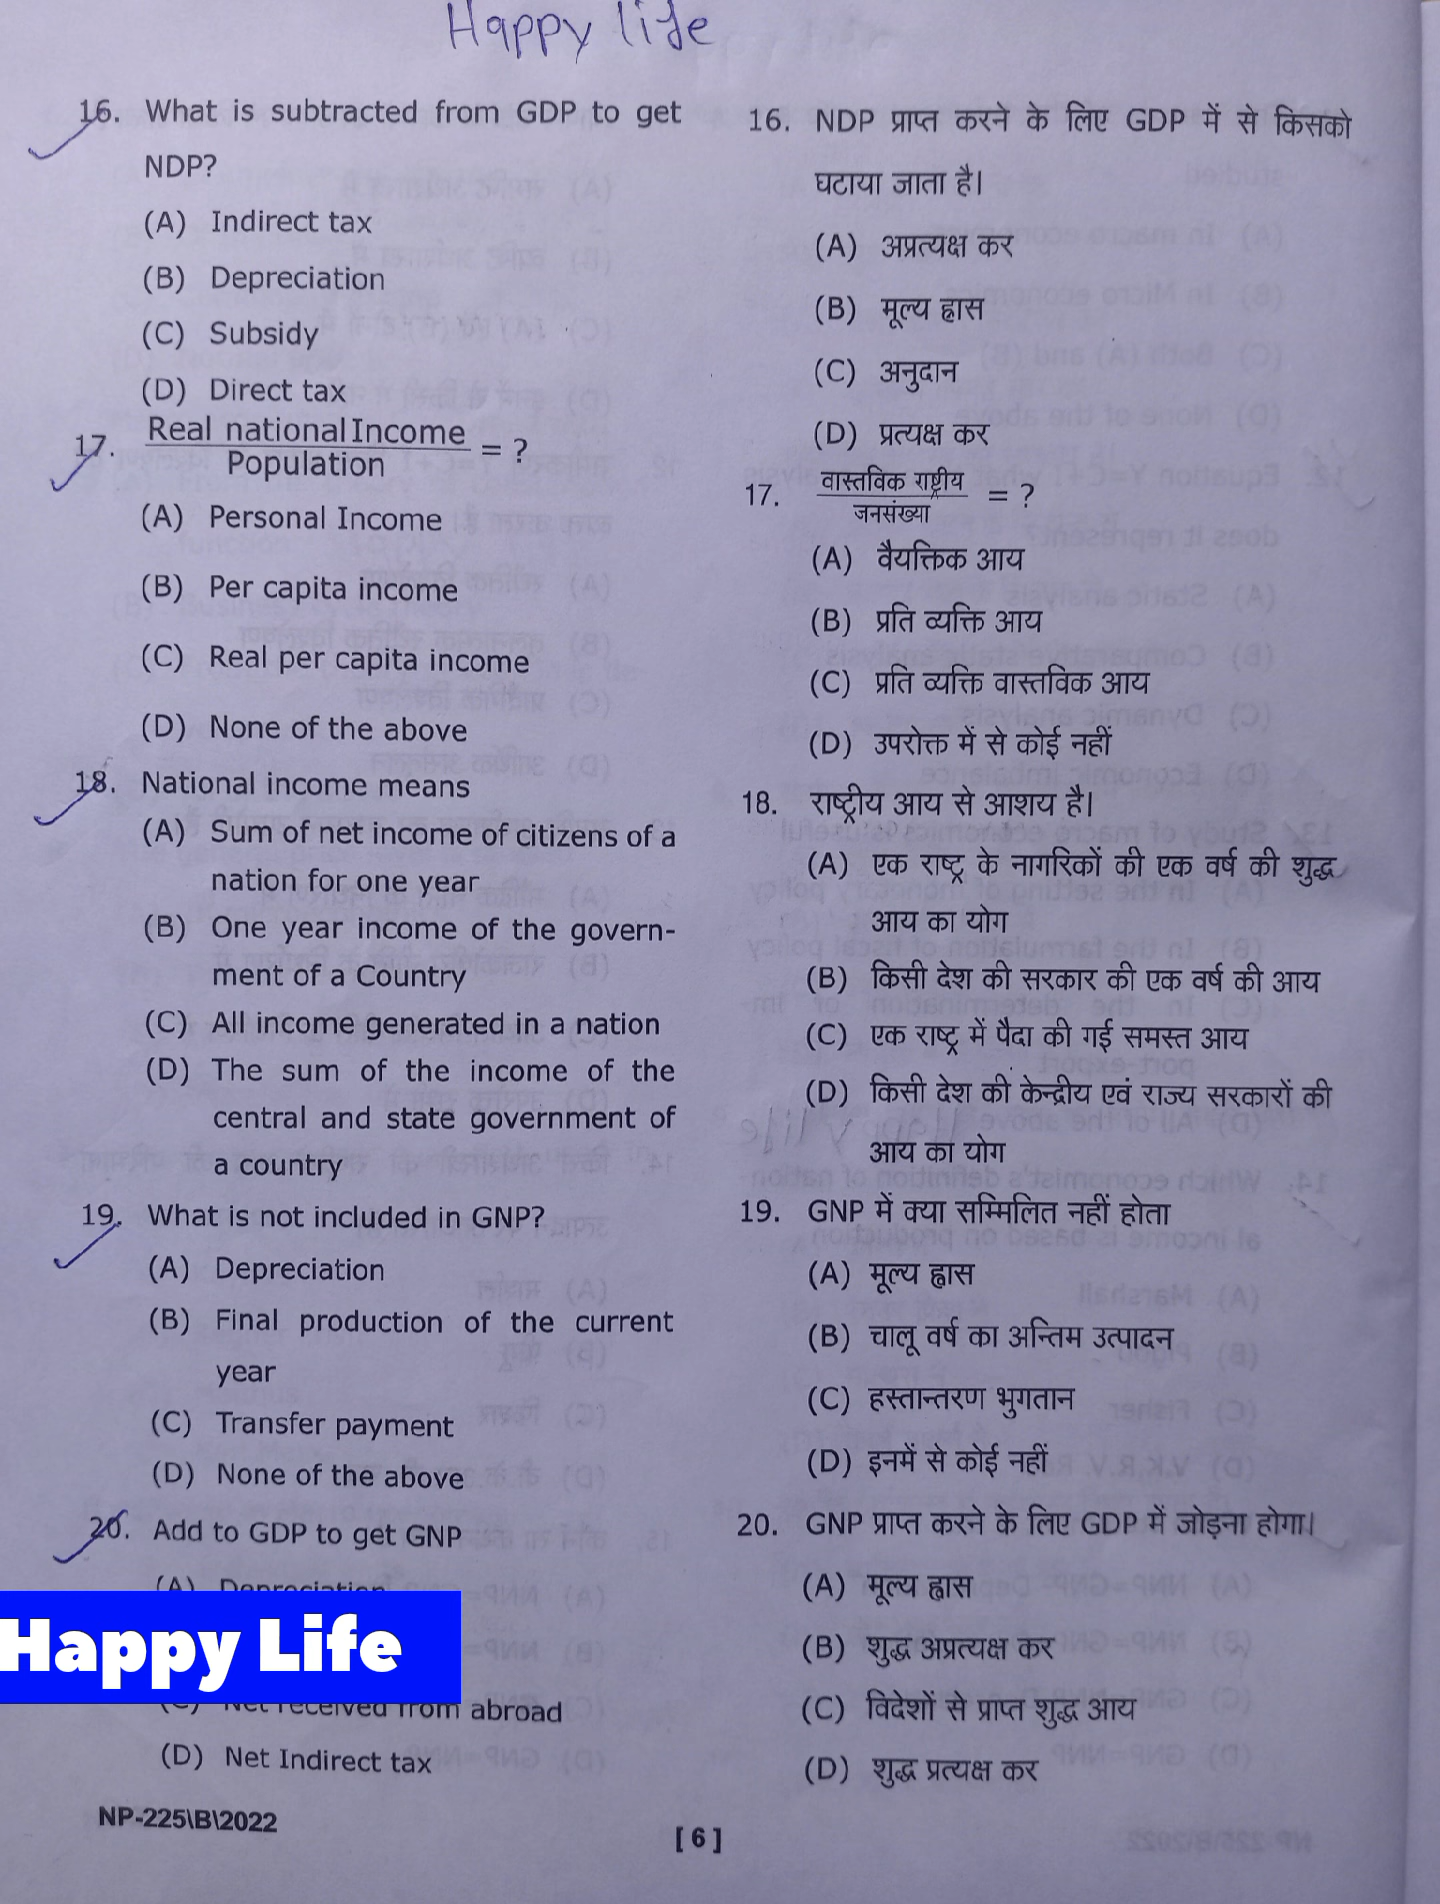 Happy life
16. What is subtracted from GDP to get
NDP?
(A) Indirect tax
(B) Depreciation
(C) Subsidy
(D) Direct tax
17. Real national Income
Population = ?
(A) Personal Income
(B) Per capita income
(C) Real per capita income
(D) None of the above
18. National income means
(A) Sum of net income of citizens of a
nation for one year
(B) One year income of the govern-
ment of a Country
(C) All income generated in a nation
(D) The sum of the income of the
central and state government of
a country
19. What is not included in GNP?
(A) Depreciation
(B) Final production of the current
year
(C) Transfer payment
(D) None of the above
20. Add to GDP to get GNP
(A) Depreciation
Happy Life
(C) Net received from abroad
(D) Net Indirect tax
16. NDP प्राप्त करने के लिए GDP में से किसको
घटाया जाता है।
(A) अप्रत्यक्ष कर
(B) मूल्य ह्रास
(C) अनुदान
(D) प्रत्यक्ष कर
17. वास्तविक राष्ट्रीय
जनसंख्या = ?
(A) वैयक्तिक आय
(B) प्रति व्यक्ति आय
(C) प्रति व्यक्ति वास्तविक आय
(D) उपरोक्त में से कोई नहीं
18. राष्ट्रीय आय से आशय है।
(A) एक राष्ट्र के नागरिकों की एक वर्ष की शुद्ध
आय का योग
(B) किसी देश की सरकार की एक वर्ष की आय
(C) एक राष्ट्र में पैदा की गई समस्त आय
(D) किसी देश की केन्द्रीय एवं राज्य सरकारों की
आय का योग
19. GNP में क्या सम्मिलित नहीं होता
(A) मूल्य ह्रास
(B) चालू वर्ष का अन्तिम उत्पादन
(C) हस्तान्तरण भुगतान
(D) इनमें से कोई नहीं
20. GNP प्राप्त करने के लिए GDP में जोड़ना होगा।
(A) मूल्य ह्रास
(B) शुद्ध अप्रत्यक्ष कर
(C) विदेशों से प्राप्त शुद्ध आय
(D) शुद्ध प्रत्यक्ष कर
NP-225\B\2022
[ 6 ]